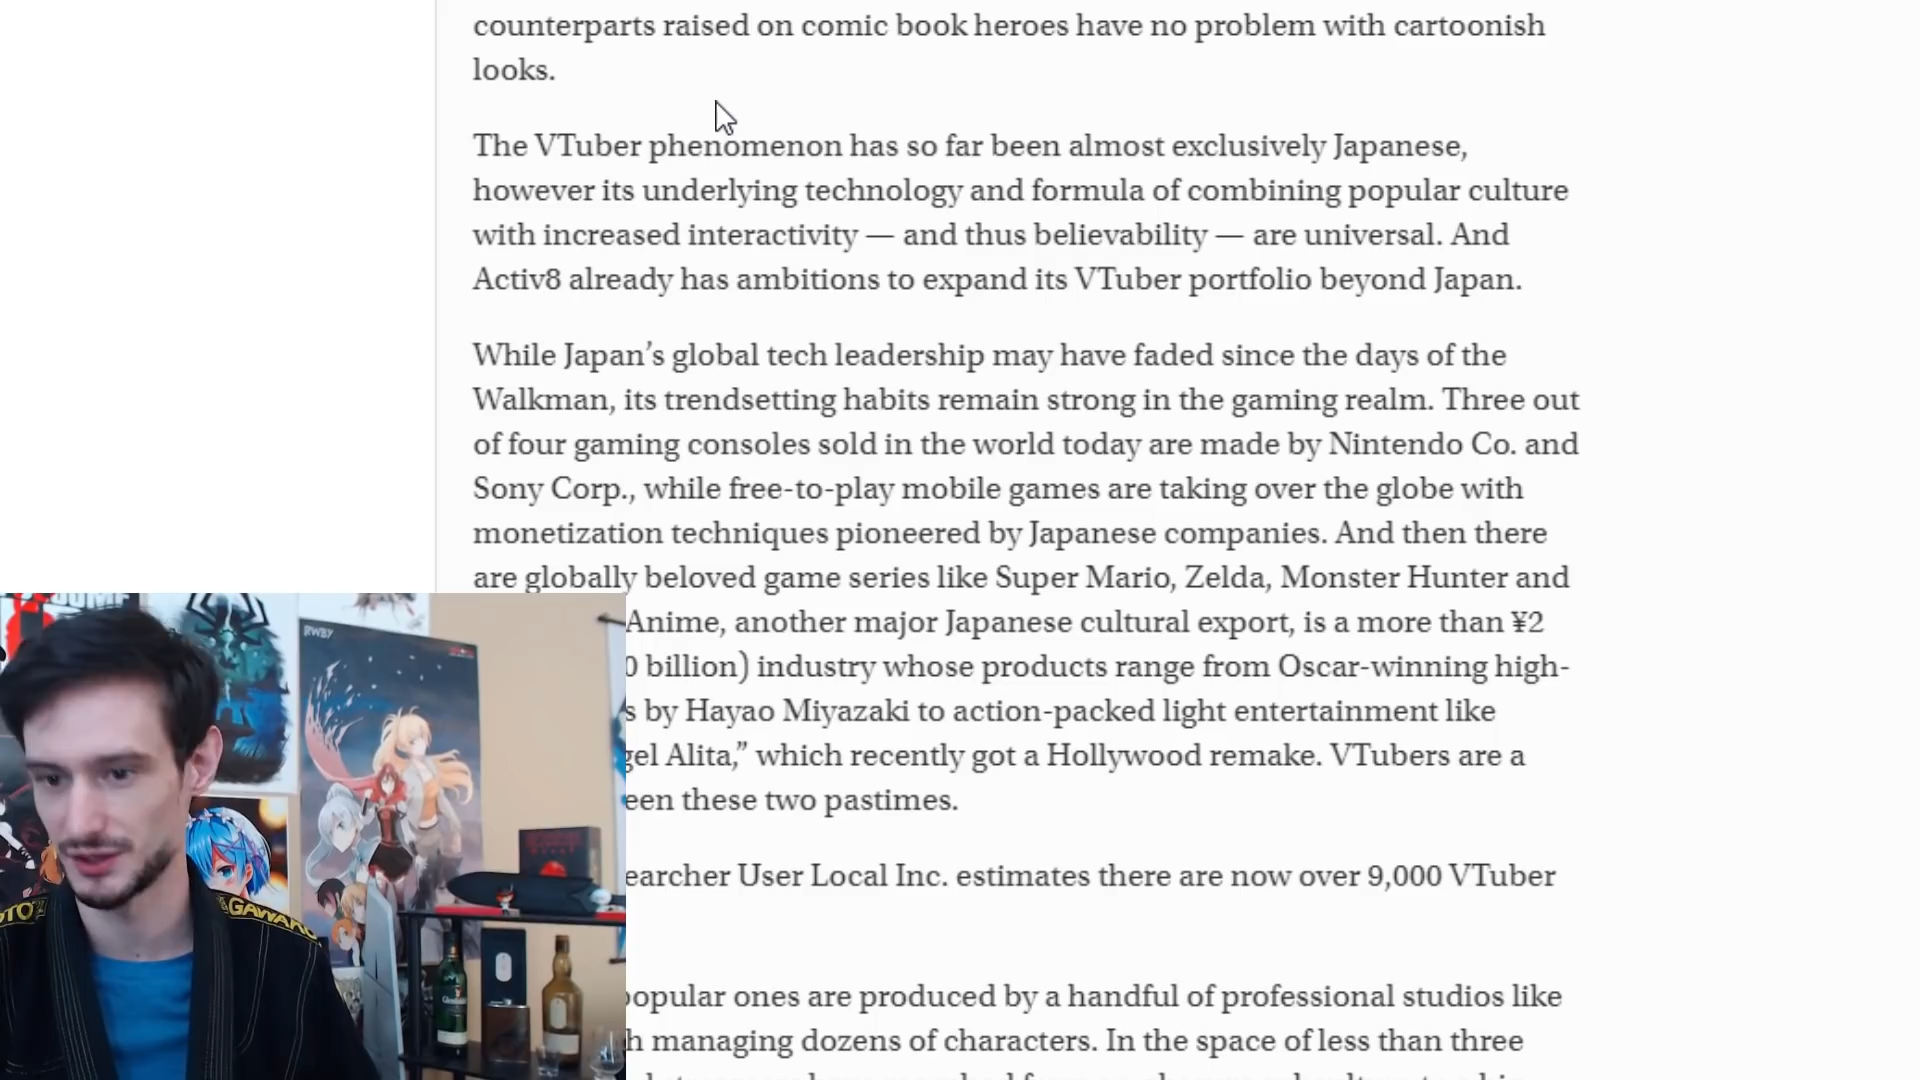 counterparts raised on comic book heroes have no problem with cartoonish
looks.
The VTuber phenomenon has so far been almost exclusively Japanese,
however its underlying technology and formula of combining popular culture
with increased interactivity — and thus believability — are universal. And
Activ8 already has ambitions to expand its VTuber portfolio beyond Japan.
While Japan’s global tech leadership may have faded since the days of the
Walkman, its trendsetting habits remain strong in the gaming realm. Three out
of four gaming consoles sold in the world today are made by Nintendo Co. and
Sony Corp., while free-to-play mobile games are taking over the globe with
monetization techniques pioneered by Japanese companies. And then there
are globally beloved game series like Super Mario, Zelda, Monster Hunter and
Anime, another major Japanese cultural export, is a more than ¥2
0 billion) industry whose products range from Oscar-winning high-
s by Hayao Miyazaki to action-packed light entertainment like
gel Alita,” which recently got a Hollywood remake. VTubers are a
een these two pastimes.
earcher User Local Inc. estimates there are now over 9,000 VTuber
popular ones are produced by a handful of professional studios like
h managing dozens of characters. In the space of less than three
RWBY